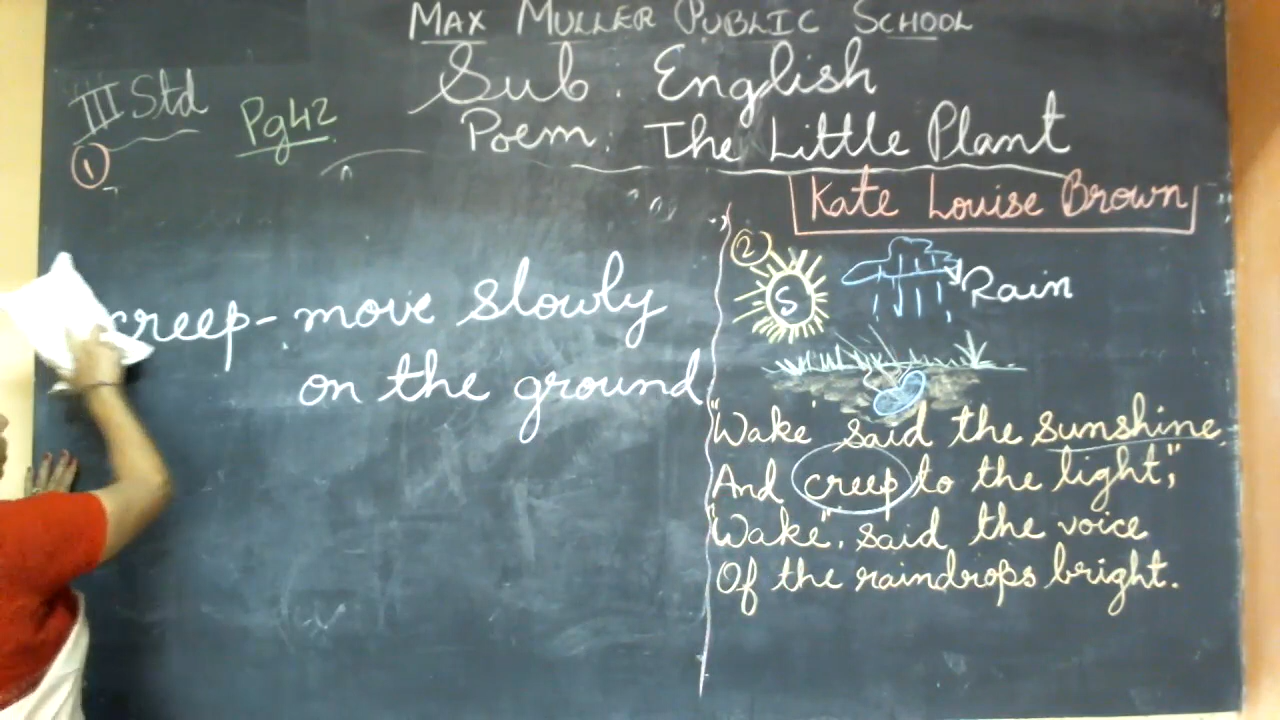 MAX MULLER PUBLIC SCHOOL
Sub. English
III Std
Pg 42
Poem. The Little Plant
①
Kate Louise Brown
creep - move slowly
on the ground
②
S
Rain
"Wake" said the sunshine,
And creep to the light,"
"Wake", said the voice
Of the raindrops bright.